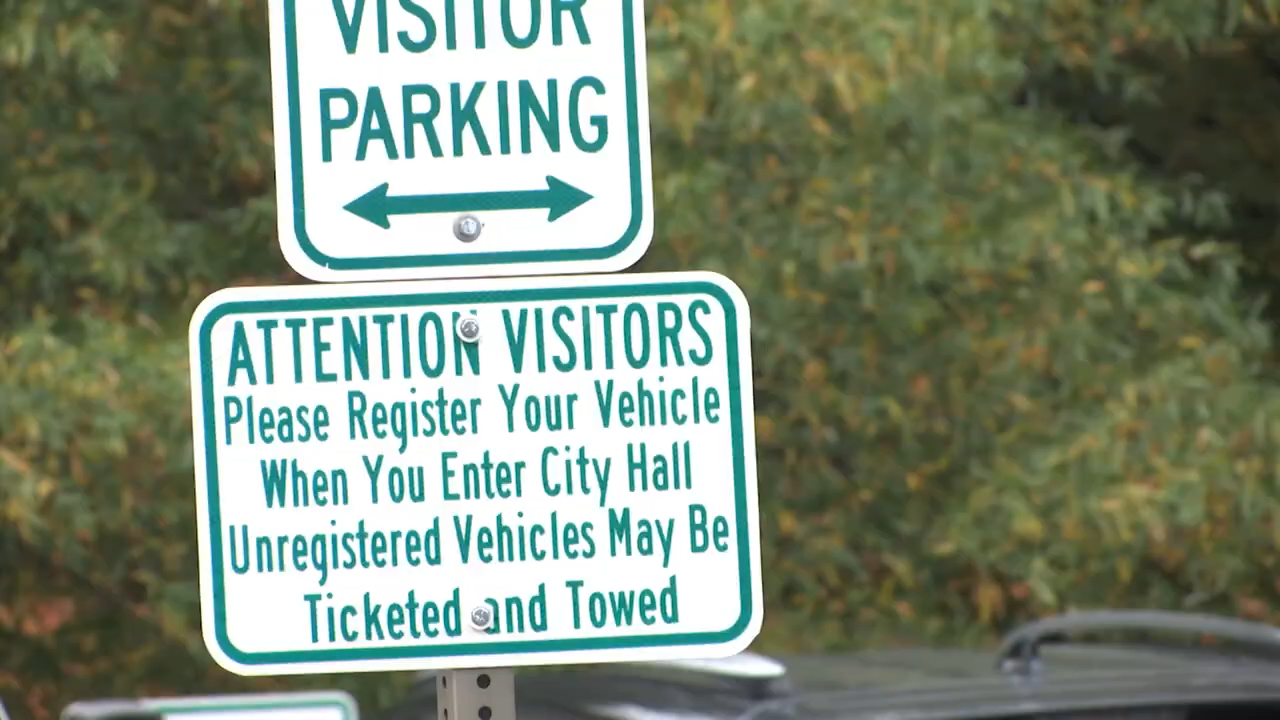 VISITOR
PARKING
ATTENTION VISITORS
Please Register Your Vehicle
When You Enter City Hall
Unregistered Vehicles May Be
Ticketed and Towed